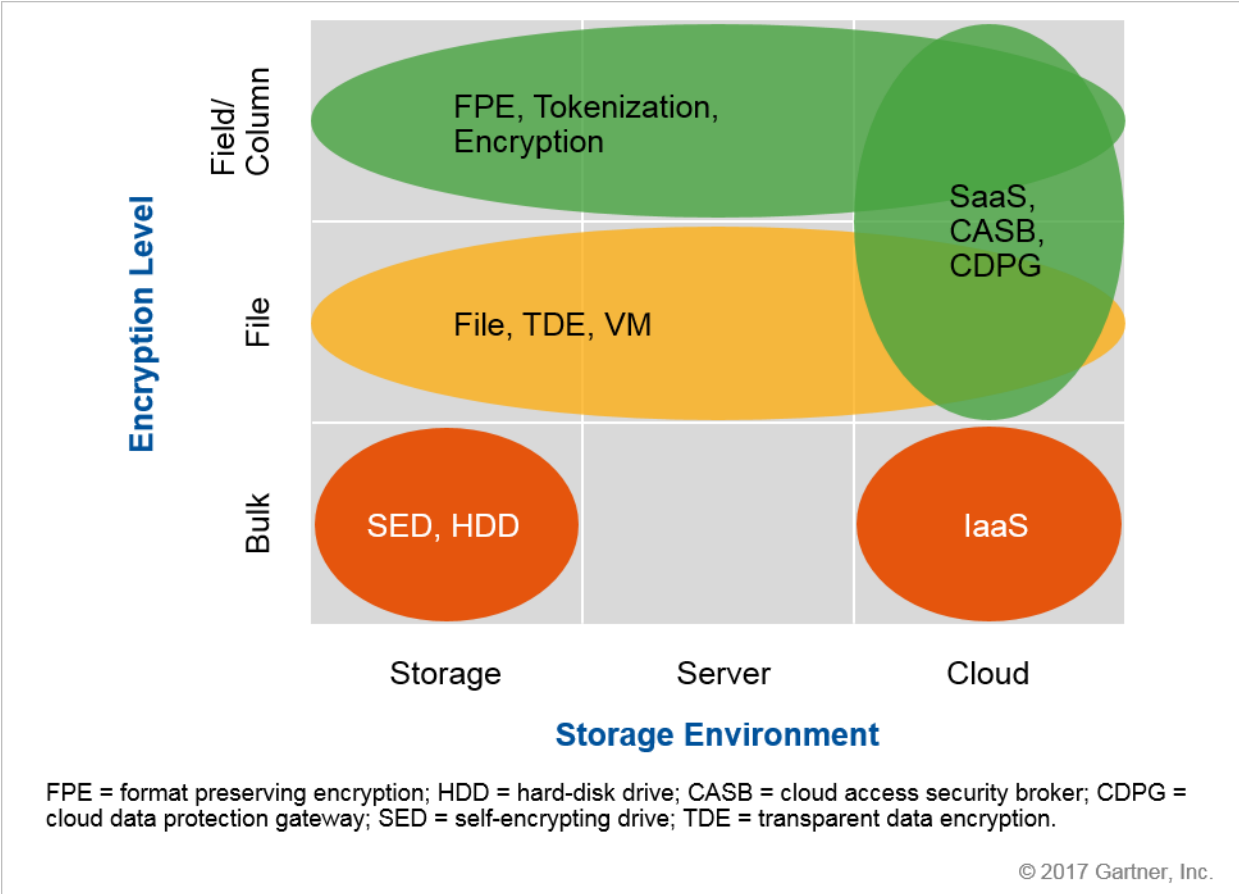 Encryption Level
Field/
Column
FPE, Tokenization,
Encryption
SaaS,
CASB,
CDPG
File
File, TDE, VM
Bulk
SED, HDD
IaaS
Storage
Server
Cloud
Storage Environment
FPE = format preserving encryption; HDD = hard-disk drive; CASB = cloud access security broker; CDPG =
cloud data protection gateway; SED = self-encrypting drive; TDE = transparent data encryption.
© 2017 Gartner, Inc.